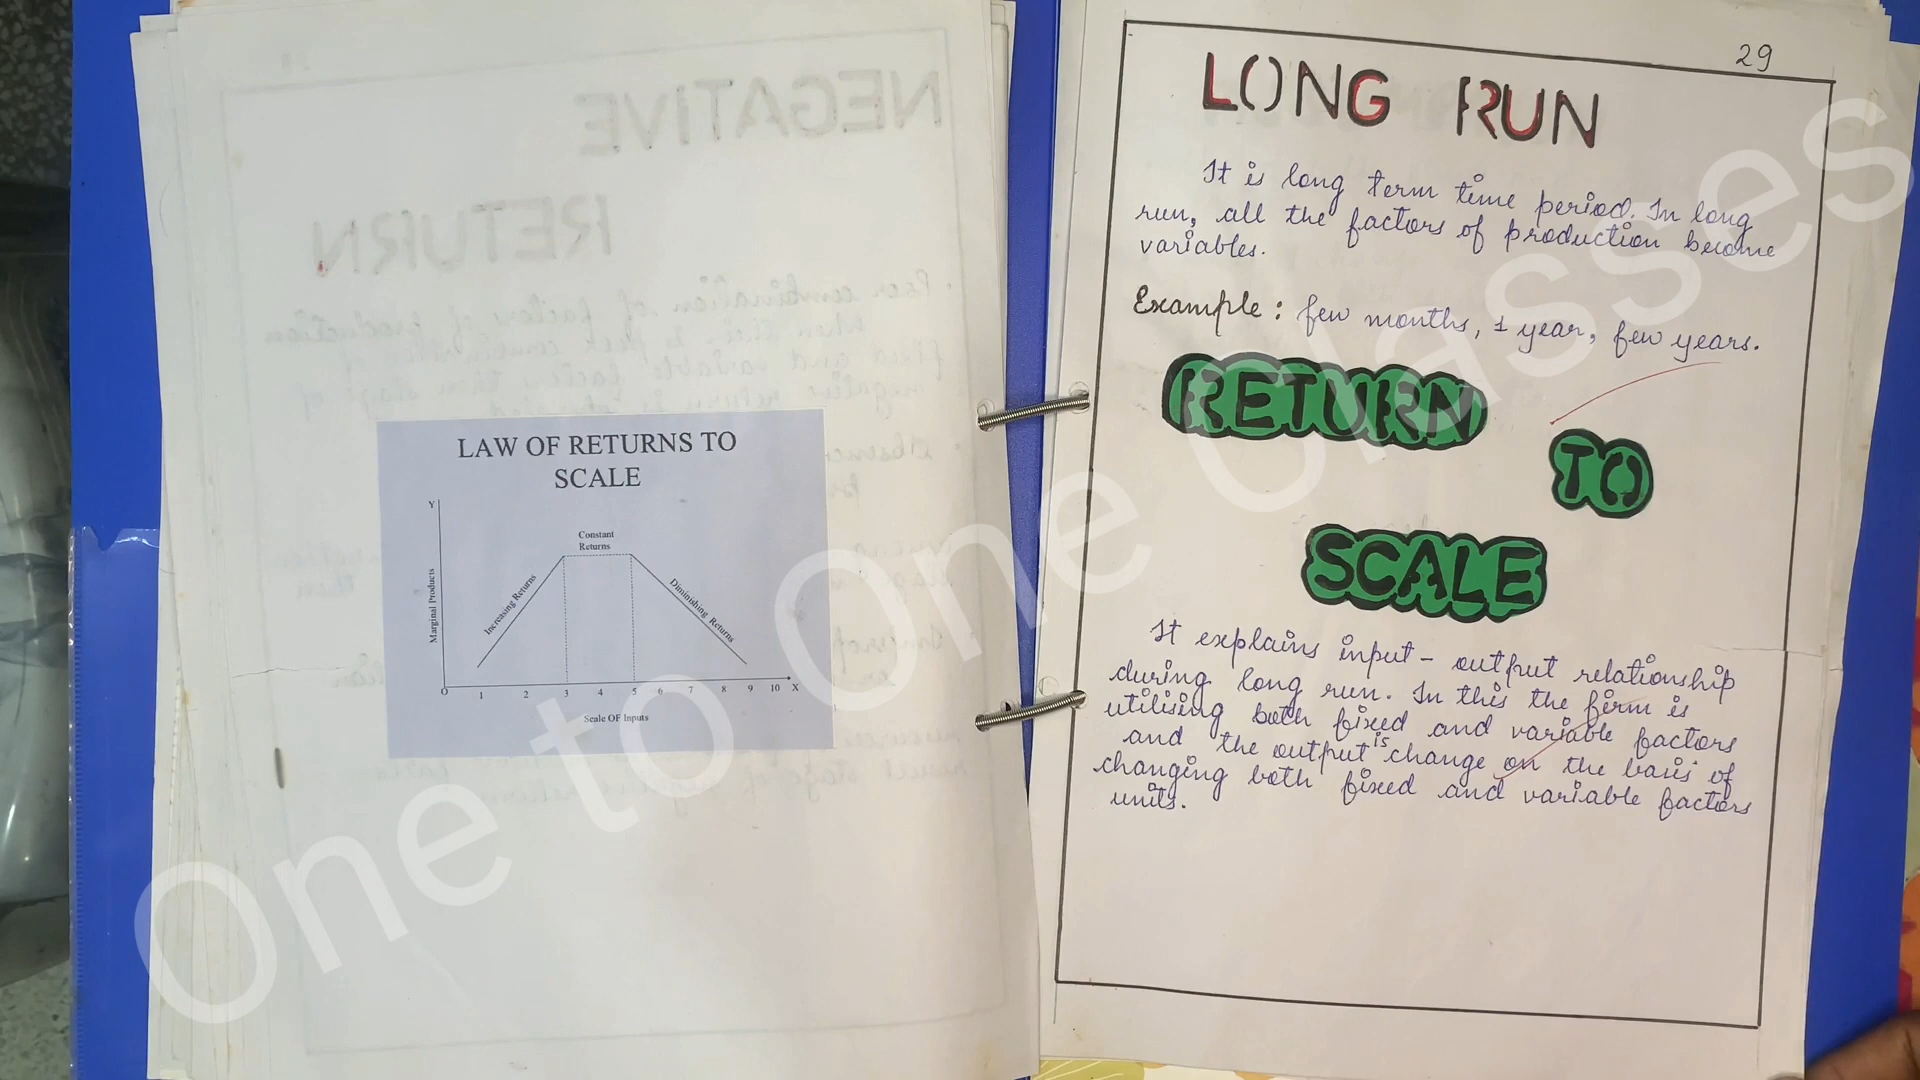 LAW OF RETURNS TO
SCALE
Y
Constant
Returns
Increasing Returns
Diminishing Returns
Marginal Products
O 1 2 3 4 5 6 7 8 9 10 X
Scale OF Inputs
29
LONG RUN
It is long term time period. In long
run, all the factors of production become
variables.
Example : few months, 1 year, few years.
RETURN
TO
SCALE
It explains input - output relationship
during long run. In this the firm is
utilising both fixed and variable factors
and the output is change on the basis of
changing both fixed and variable factors
units.
One to One Classes
NEGATIVE
RETURN